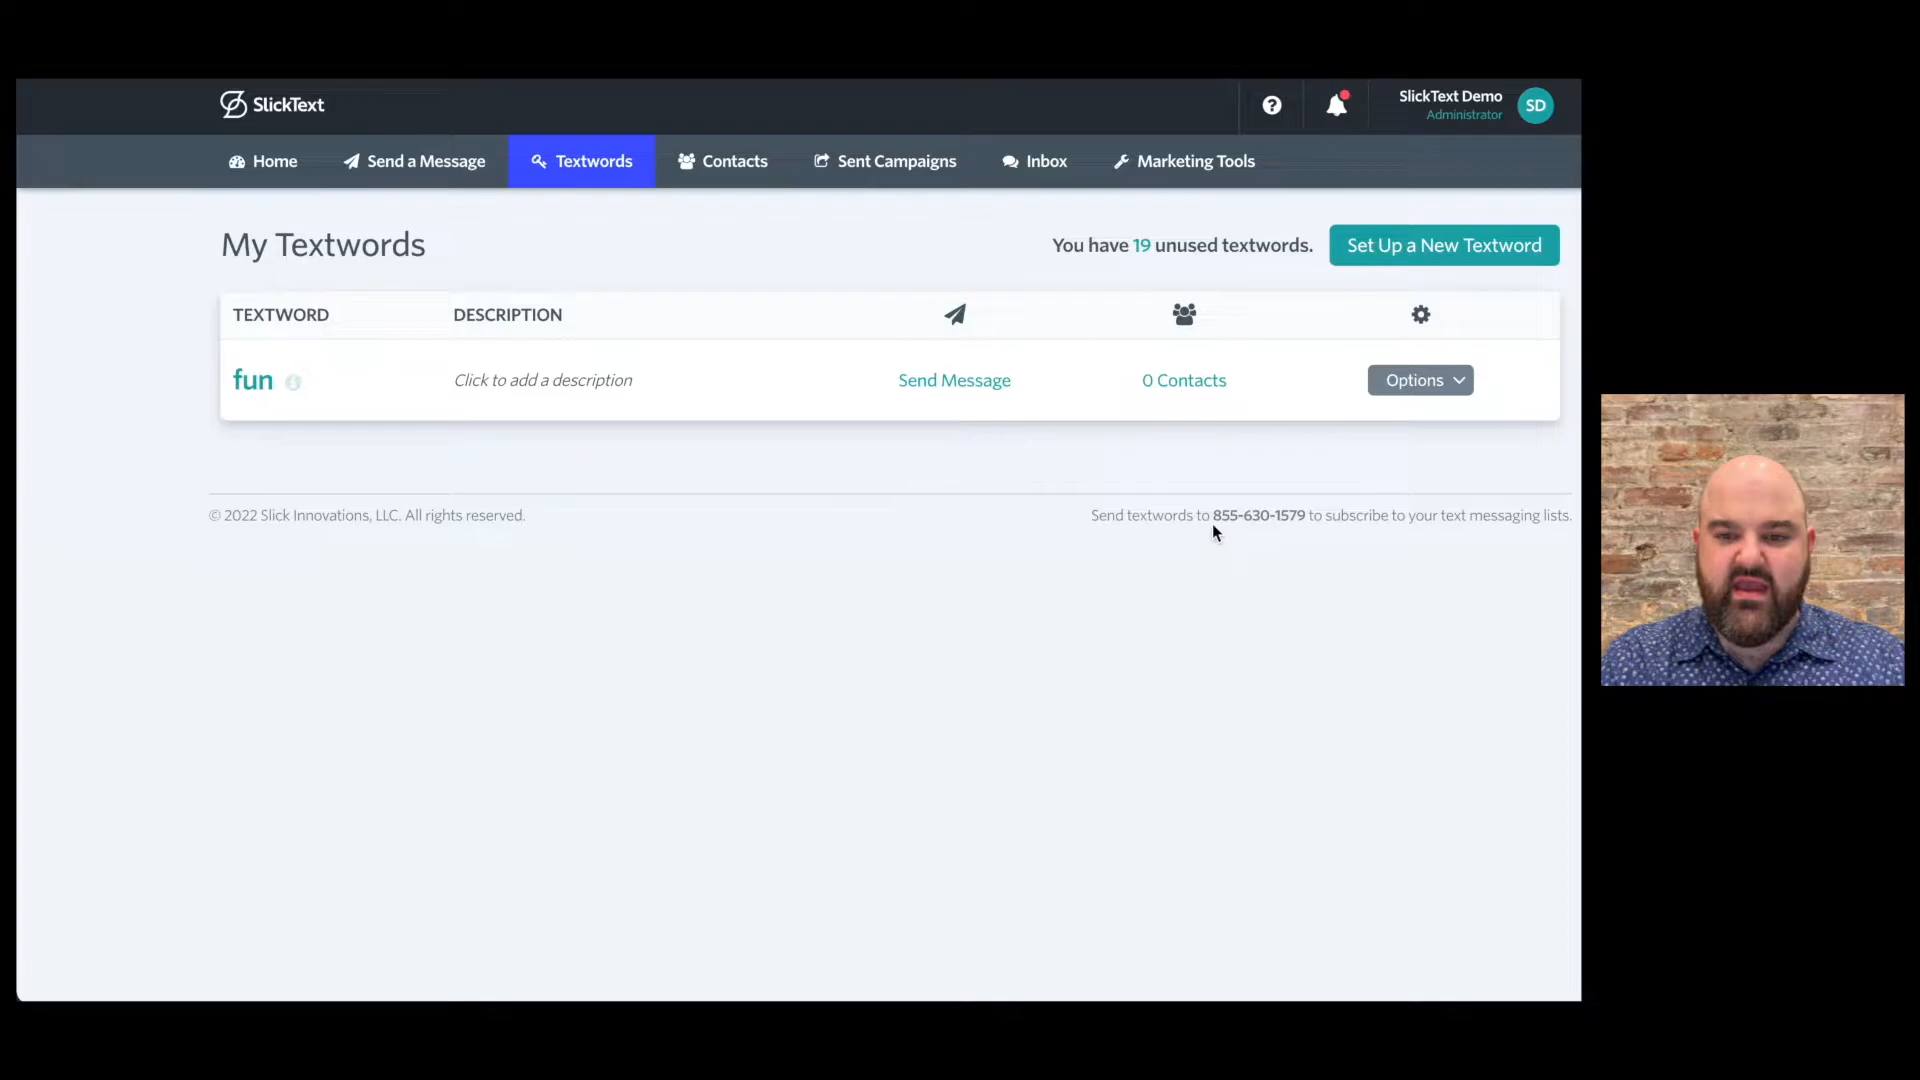 SlickText
SlickText Demo
Administrator
SD
Home
Send a Message
Textwords
Contacts
Sent Campaigns
Inbox
Marketing Tools
My Textwords
You have 19 unused textwords.
Set Up a New Textword
TEXTWORD
DESCRIPTION
fun
Click to add a description
Send Message
0 Contacts
Options
© 2022 Slick Innovations, LLC. All rights reserved.
Send textwords to 855-630-1579 to subscribe to your text messaging lists.